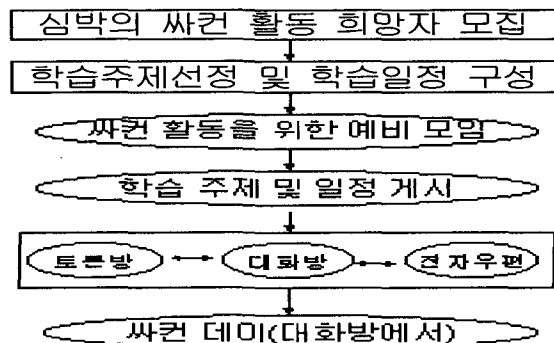 심박의 싸컨 활동 희망자 모집
학습주제선정 및 학습일정 구성
싸컨 활동을 위한 예비 모임
학습 주제 및 일정 게시
토론방 대화방 전자우편
싸컨 데이(대화방에서)